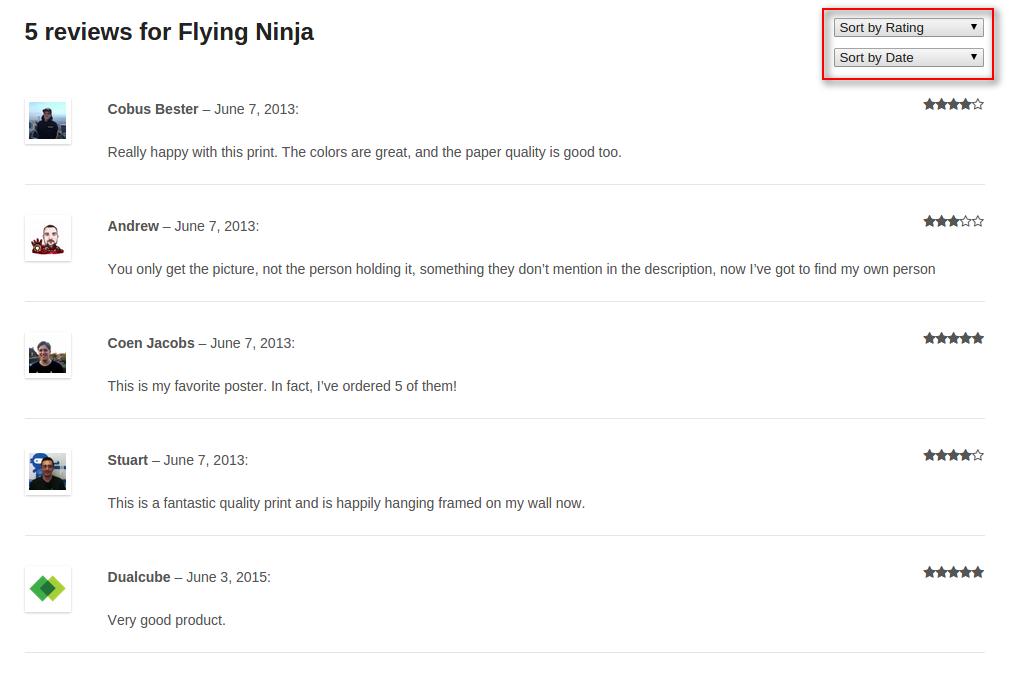 5 reviews for Flying Ninja
Sort by Rating
Sort by Date
Cobus Bester – June 7, 2013:
Really happy with this print. The colors are great, and the paper quality is good too.
Andrew – June 7, 2013:
You only get the picture, not the person holding it, something they don’t mention in the description, now I’ve got to find my own person
Coen Jacobs – June 7, 2013:
This is my favorite poster. In fact, I’ve ordered 5 of them!
Stuart – June 7, 2013:
This is a fantastic quality print and is happily hanging framed on my wall now.
Dualcube – June 3, 2015:
Very good product.